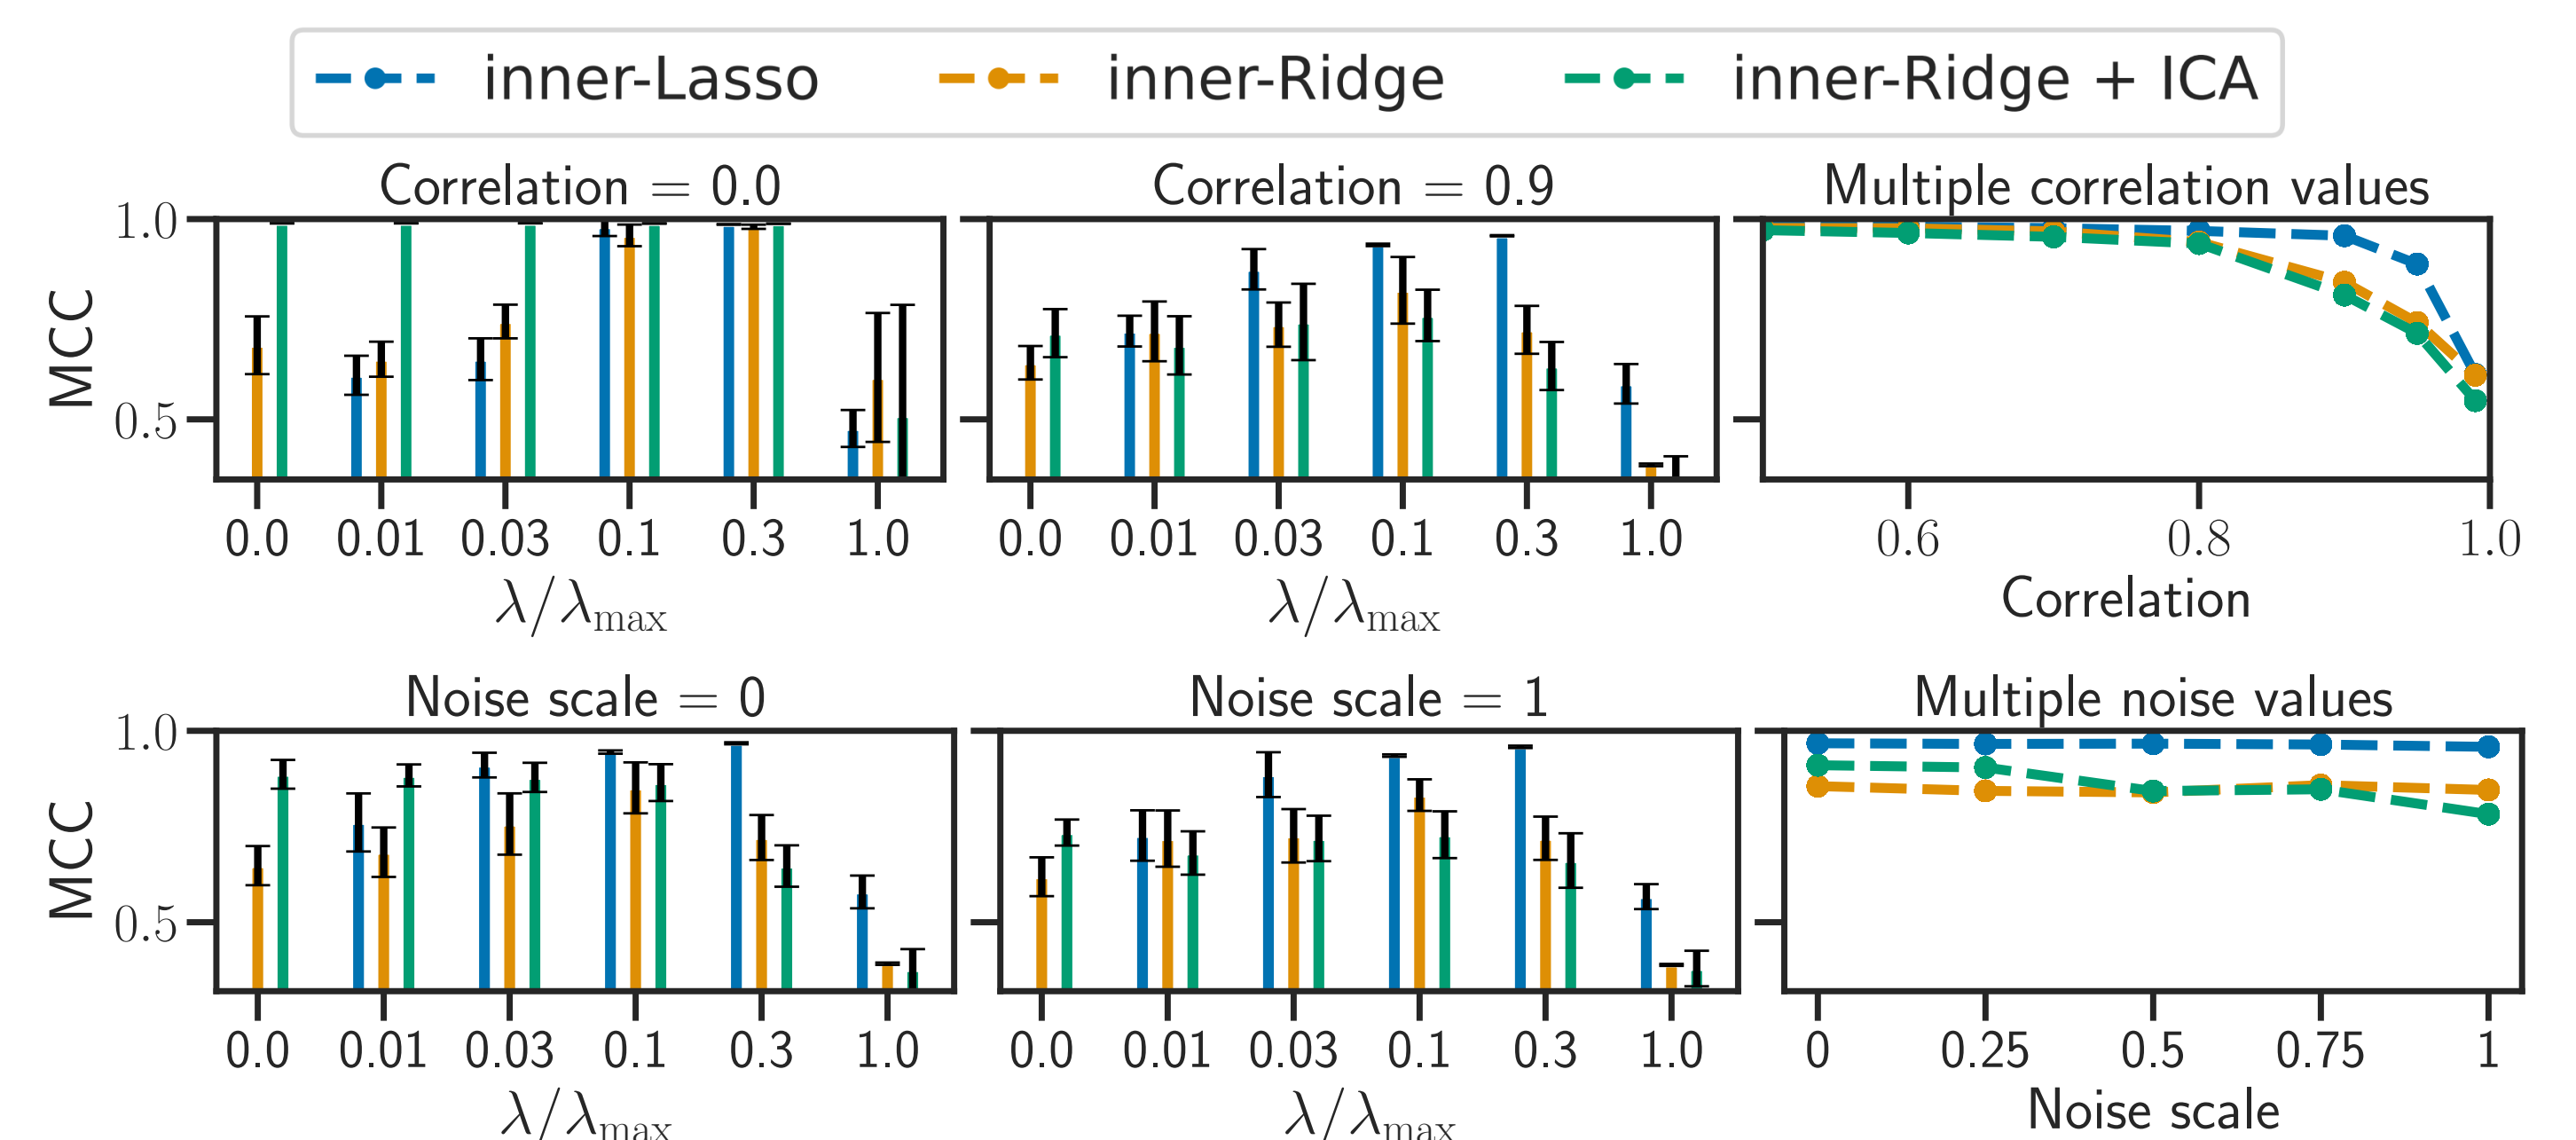 inner-Lasso inner-Ridge inner-Ridge + ICA
Correlation = 0.0 Correlation = 0.9 Multiple correlation values
1.0
MCC
0.5
0.0 0.01 0.03 0.1 0.3 1.0 0.0 0.01 0.03 0.1 0.3 1.0 0.6 0.8 1.0
λ/λmax λ/λmax Correlation
Noise scale = 0 Noise scale = 1 Multiple noise values
1.0
MCC
0.5
0.0 0.01 0.03 0.1 0.3 1.0 0.0 0.01 0.03 0.1 0.3 1.0 0 0.25 0.5 0.75 1
λ/λmax λ/λmax Noise scale